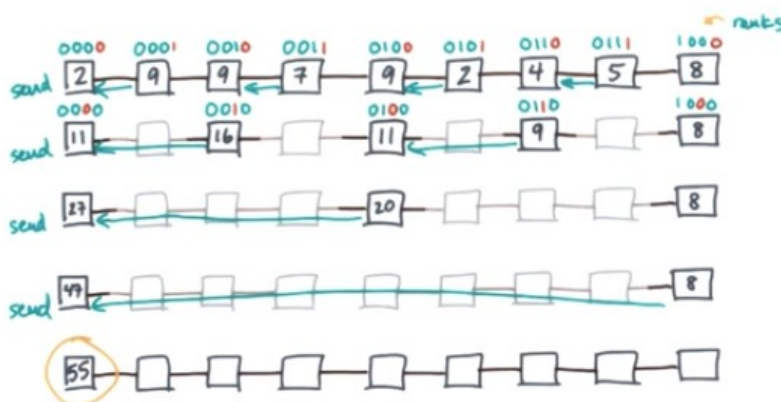 ranks
0000 0001 0010 0011 0100 0101 0110 0111 1000
send 2 9 9 7 9 2 4 5 8
0000 0010 0100 0110 1000
send 11 16 11 9 8
send 27 20 8
send 47 8
55